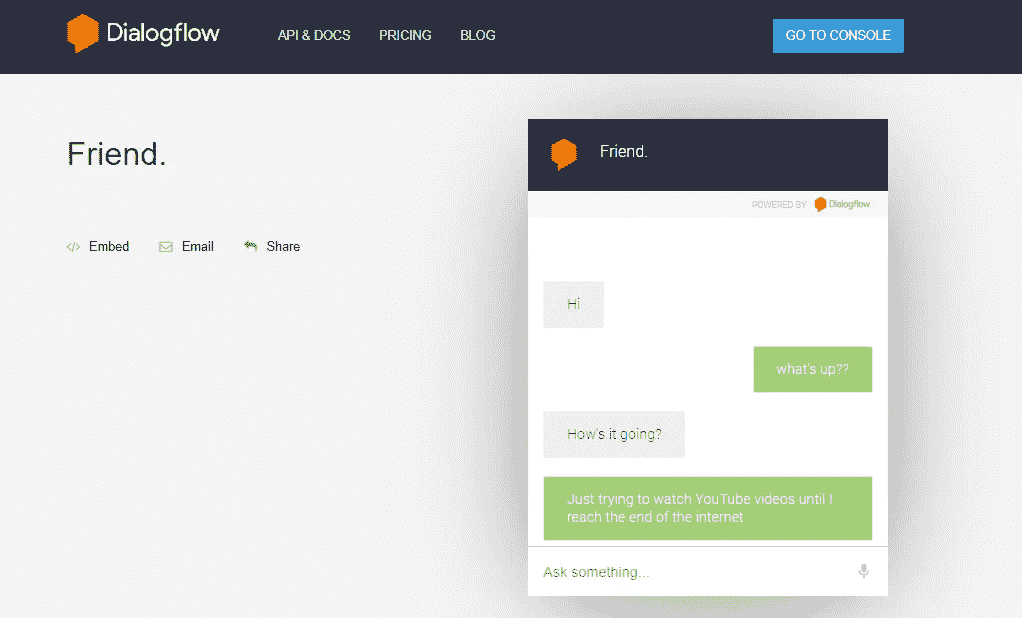 Dialogflow
API & DOCS
PRICING
BLOG
GO TO CONSOLE
Friend.
Embed
Email
Share
Friend.
POWERED BY Dialogflow
Hi
what's up??
How's it going?
Just trying to watch YouTube videos until I
reach the end of the internet
Ask something...